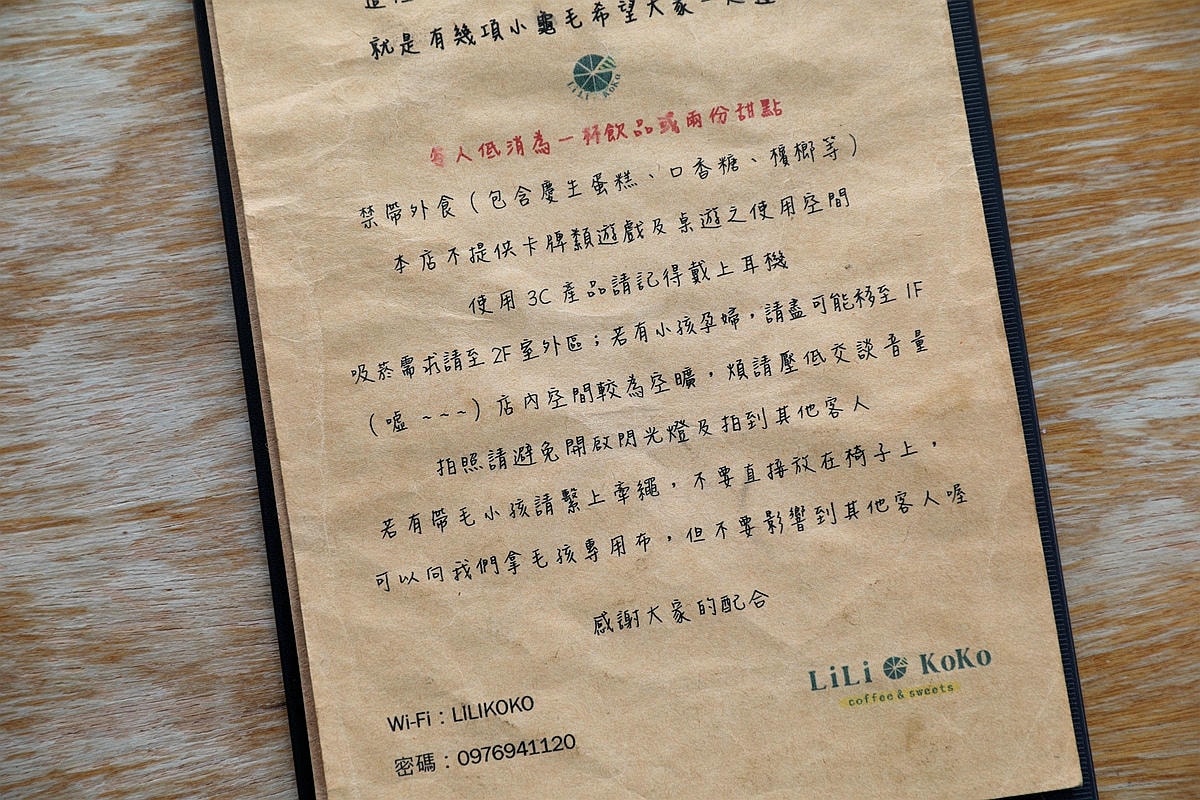 就是有幾項小龜毛希望大家一起遵
LiLi KoKo
每人低消為一杯飲品或兩份甜點
禁帶外食（包含慶生蛋糕、口香糖、檳榔等）
本店不提供卡牌類遊戲及桌遊之使用空間
使用3C產品請記得戴上耳機
吸菸需求請至2F室外區；若有小孩孕婦，請盡可能移至1F
（噓~~~）店內空間較為空曠，煩請壓低交談音量
拍照請避免開啟閃光燈及拍到其他客人
若有帶毛小孩請繫上牽繩，不要直接放在椅子上，
可以向我們拿毛孩專用布，但不要影響到其他客人喔
感謝大家的配合
LiLi KoKo
coffee & sweets
Wi-Fi：LILIKOKO
密碼：0976941120